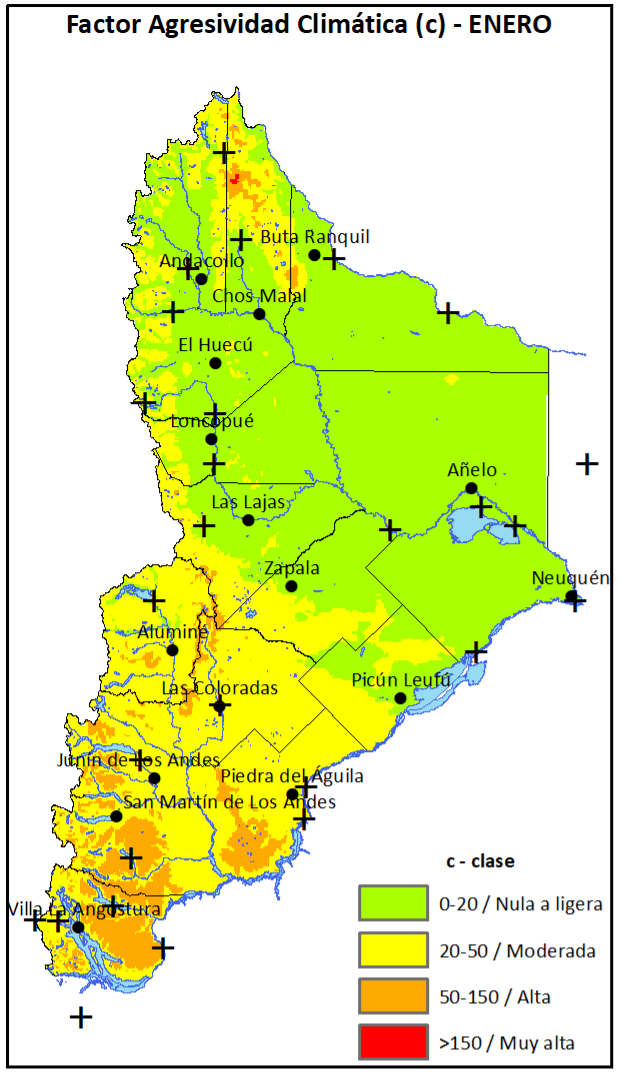 Factor Agresividad Climática (c) - ENERO
Buta Ranquil
Andacollo
Chos Malal
El Huecú
Loncopué
Añelo
Las Lajas
Zapala
Neuquén
Aluminé
Picún Leufú
Las Coloradas
Junín de Los Andes
Piedra del Águila
San Martín de Los Andes
Villa La Angostura
c - clase
0-20 / Nula a ligera
20-50 / Moderada
50-150 / Alta
>150 / Muy alta